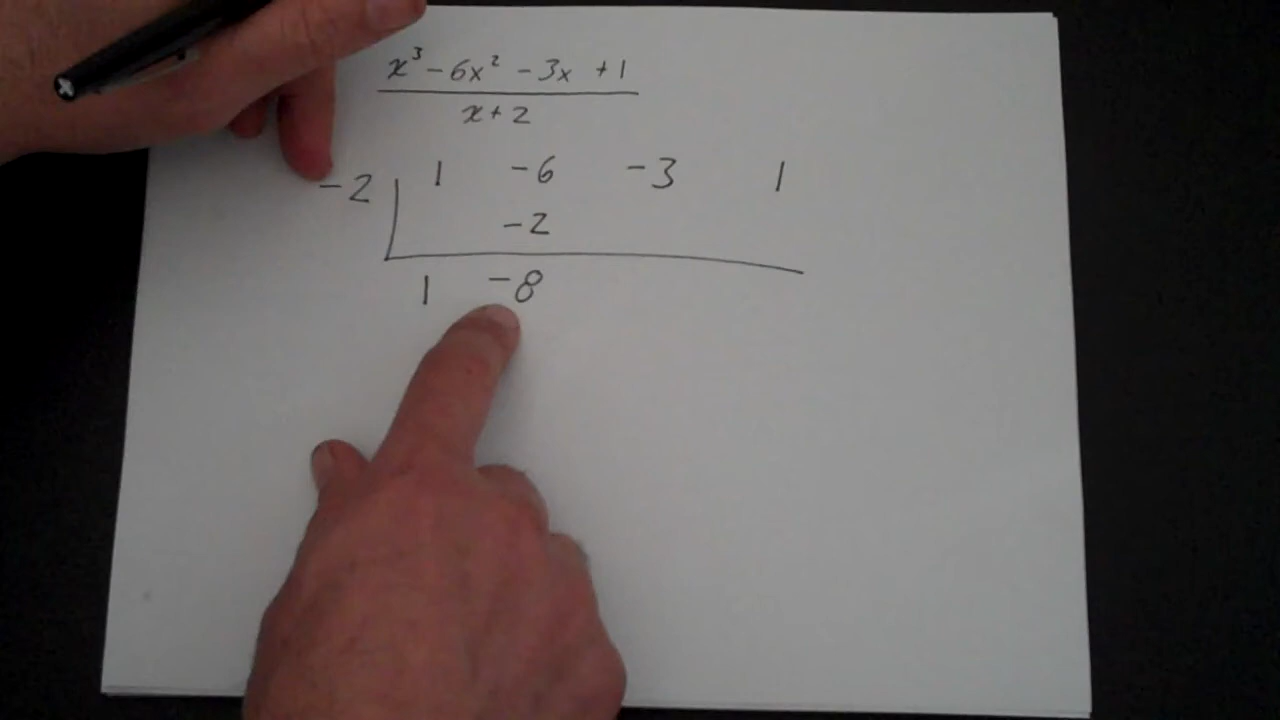 x³ - 6x² - 3x + 1
x + 2
-2 | 1 -6 -3 1
-2
1 -8